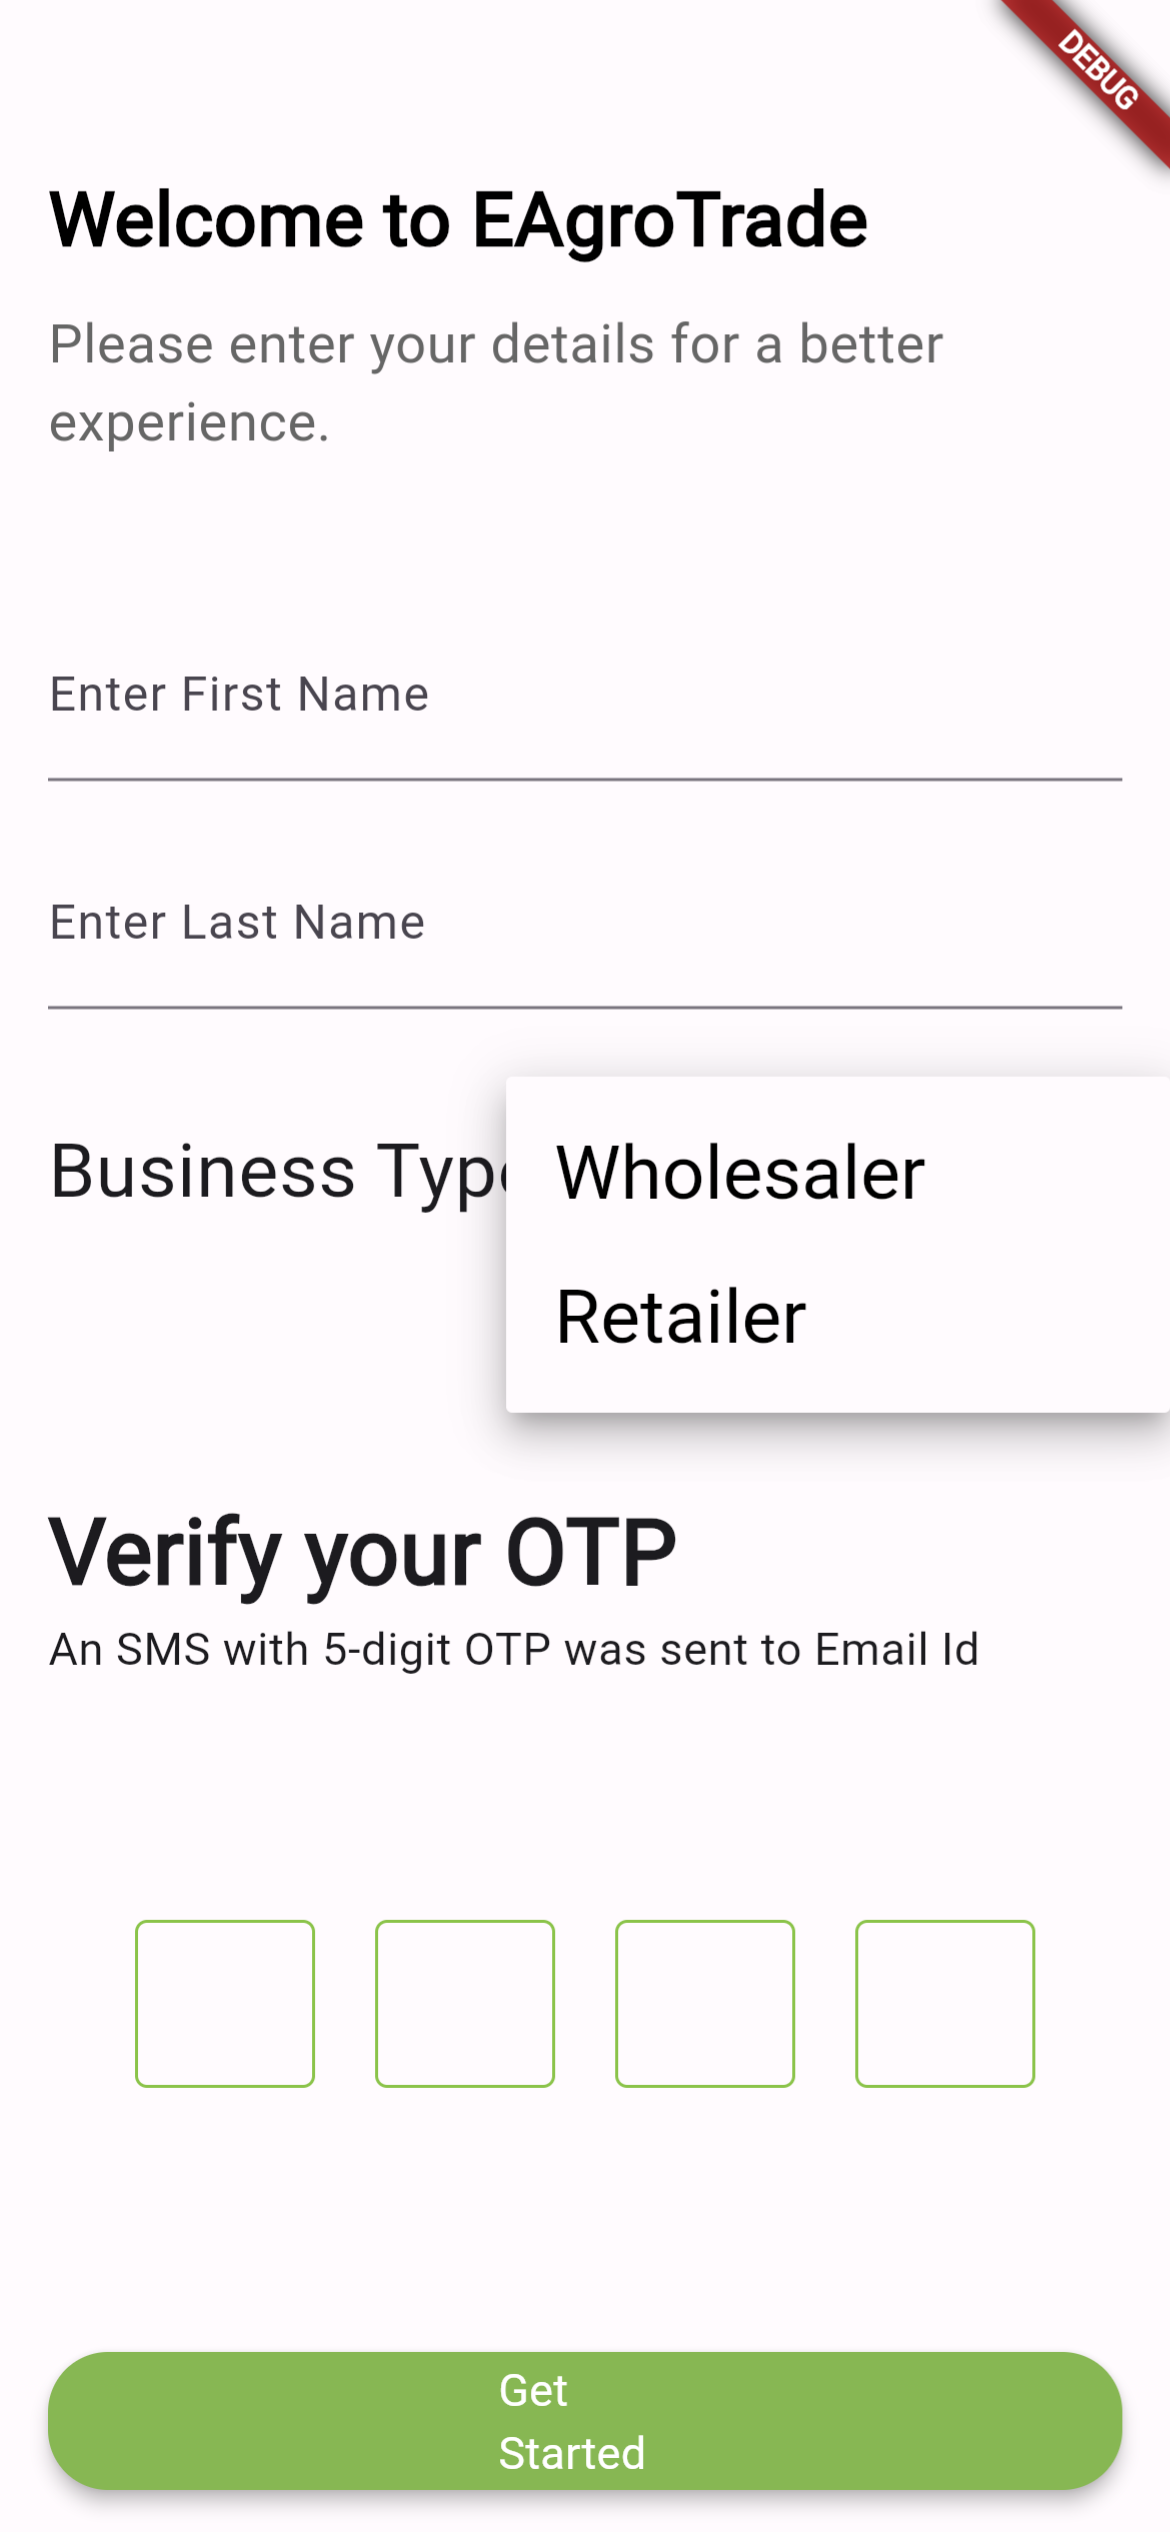 DEBUG
Welcome to EAgroTrade
Please enter your details for a better
experience.
Enter First Name
Enter Last Name
Business Type
Wholesaler
Retailer
Verify your OTP
An SMS with 5-digit OTP was sent to Email Id
Get
Started